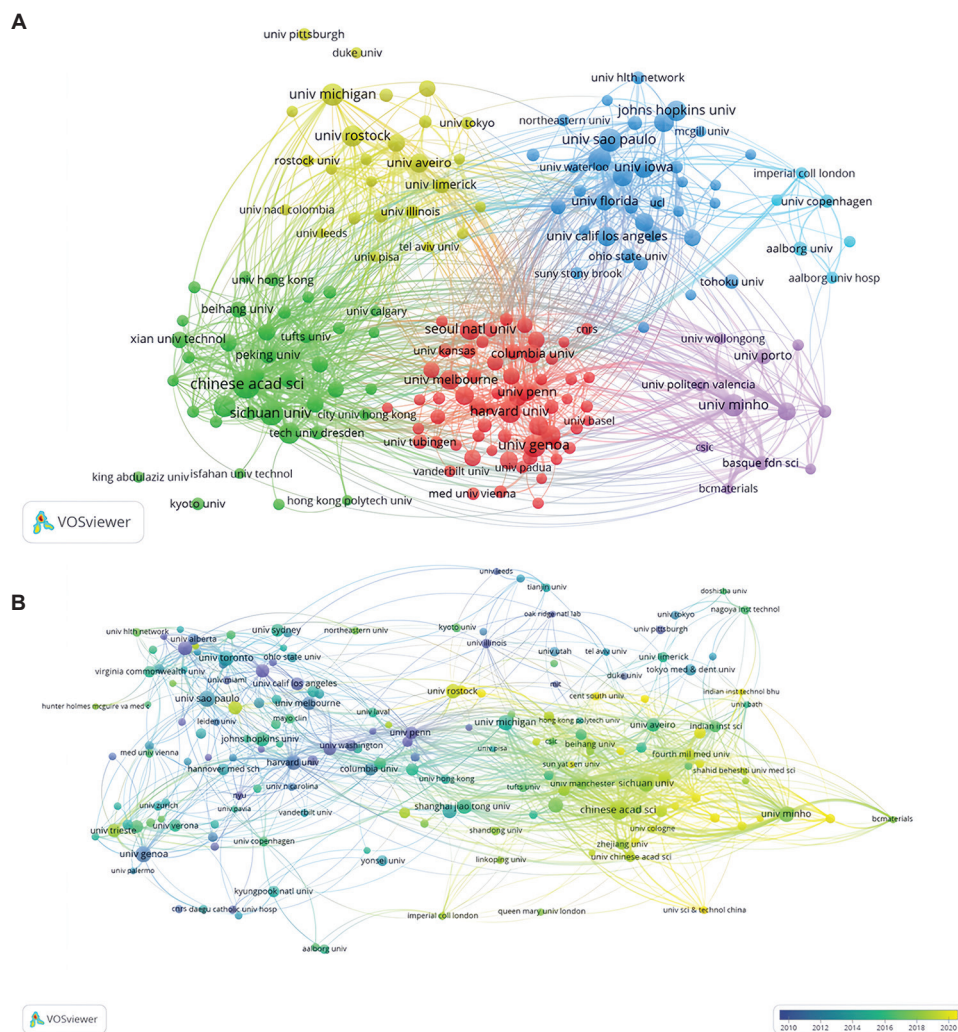 A
univ pittsburgh
duke univ
univ michigan
univ hlth network
johns hopkins univ
northeastern univ
univ tokyo
mcgill univ
univ rostock
univ sao paulo
rostock univ
univ aveiro
univ waterloo
univ iowa
imperial coll london
univ limerick
univ florida
ucl
univ copenhagen
univ nacl colombia
univ illinois
univ leeds
univ calif los angeles
tel aviv univ
aalborg univ
univ pisa
ohio state univ
univ hong kong
suny stony brook
aalborg univ hosp
tohoku univ
beihang univ
univ calgary
seoul natl univ
cnrs
xian univ technol
tufts univ
univ wollongong
peking univ
univ kansas
columbia univ
univ porto
chinese acad sci
univ melbourne
univ penn
univ politecn valencia
sichuan univ
city univ hong kong
harvard univ
univ minho
univ basel
tech univ dresden
univ tubingen
univ genoa
csic
king abdulaziz univ
isfahan univ technol
vanderbilt univ
univ padua
basque fdn sci
kyoto univ
hong kong polytech univ
med univ vienna
bcmaterials
VOSviewer
B
univ leeds
tianjin univ
doshisha univ
nagoya inst technol
oak ridge natl lab
univ tokyo
univ hlth network
univ alberta
univ sydney
northeastern univ
kyoto univ
univ pittsburgh
univ illinois
univ toronto
ohio state univ
univ utah
tel aviv univ
univ limerick
virginia commonwealth univ
univ miami
univ calif los angeles
duke univ
tokyo med & dent univ
mit
univ rostock
cent south univ
indian inst technol bhu
univ sao paulo
univ melbourne
univ bath
hunter holmes mcguire va med c
leiden univ
mayo clin
univ laval
univ michigan
hong kong polytech univ
univ aveiro
indian inst sci
johns hopkins univ
univ penn
csic
beihang univ
med univ vienna
univ washington
univ pisa
fourth mil med univ
hannover med sch
harvard univ
columbia univ
sun yat sen univ
shahid beheshti univ med sci
univ hong kong
univ n carolina
tufts univ
univ manchester
sichuan univ
nyu
univ zurich
univ pavia
vanderbilt univ
shanghai jiao tong univ
chinese acad sci
univ minho
bcmaterials
univ trieste
univ verona
shandong univ
univ cologne
univ genoa
univ copenhagen
zhejiang univ
univ palermo
yonsei univ
linkoping univ
univ chinese acad sci
kyungpook natl univ
cnrs
daegu catholic univ hosp
imperial coll london
queen mary univ london
univ sci & technol china
aalborg univ
VOSviewer
2010 2012 2014 2016 2018 2020